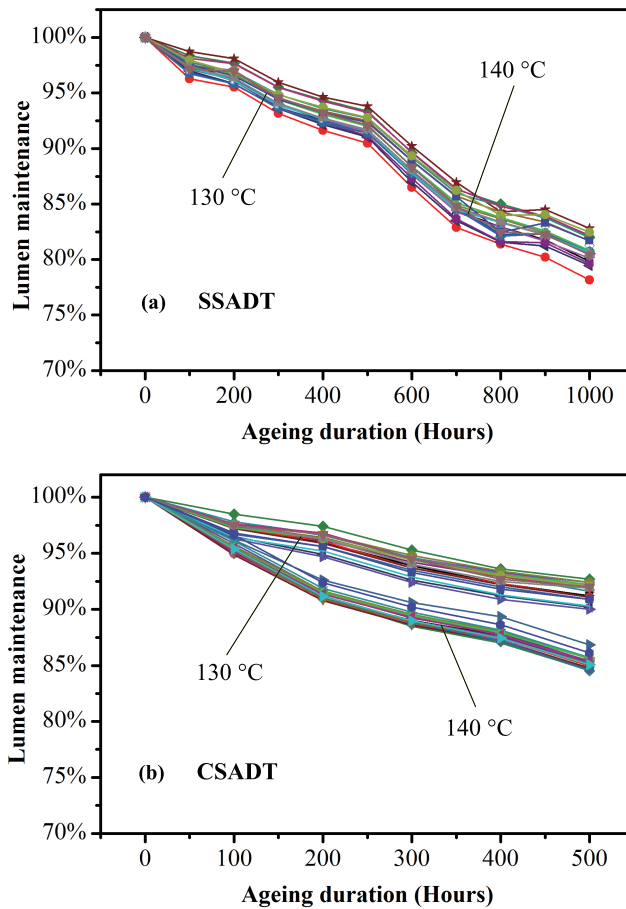 100%
95%
90%
85%
80%
75%
70%
Lumen maintenance
140 °C
130 °C
(a) SSADT
0 200 400 600 800 1000
Ageing duration (Hours)
100%
95%
90%
85%
80%
75%
70%
Lumen maintenance
130 °C
140 °C
(b) CSADT
0 100 200 300 400 500
Ageing duration (Hours)